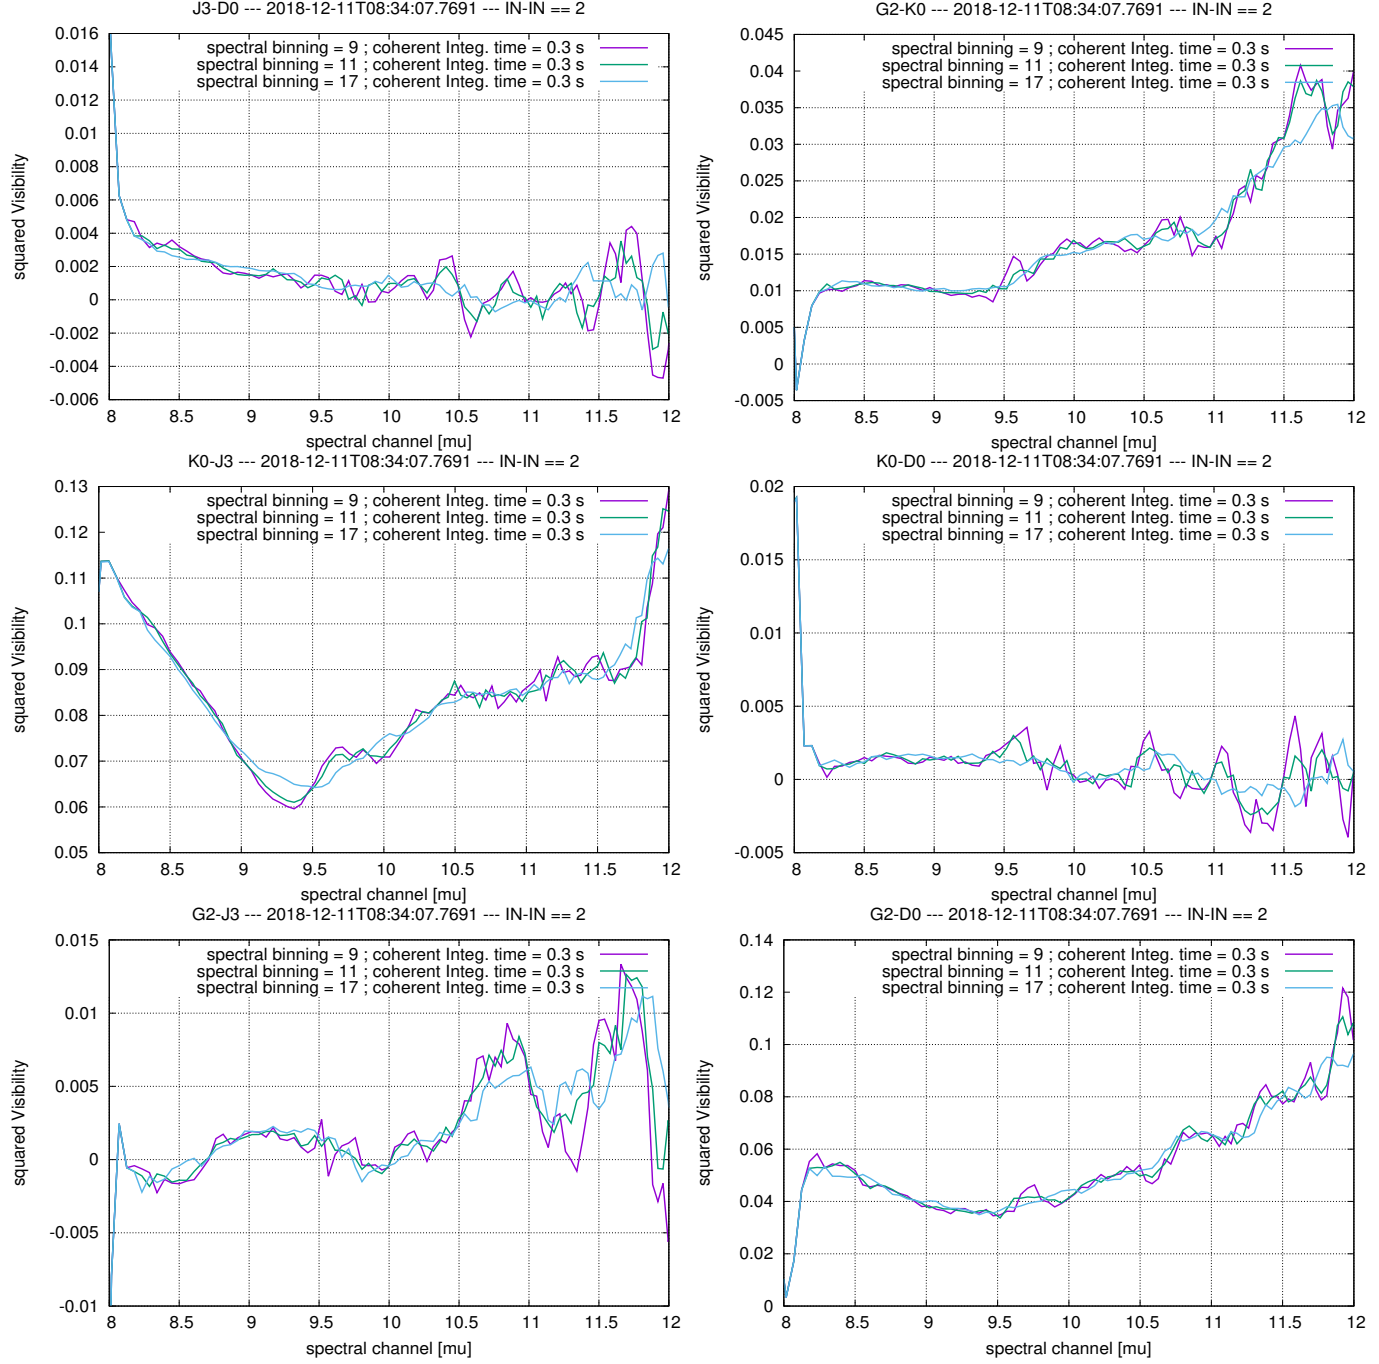 J3-D0 --- 2018-12-11T08:34:07.7691 --- IN-IN == 2
spectral binning = 9 ; coherent Integ. time = 0.3 s
spectral binning = 11 ; coherent Integ. time = 0.3 s
spectral binning = 17 ; coherent Integ. time = 0.3 s
squared Visibility
0.016
0.014
0.012
0.01
0.008
0.006
0.004
0.002
0
-0.002
-0.004
-0.006
8 8.5 9 9.5 10 10.5 11 11.5 12
spectral channel [mu]
G2-K0 --- 2018-12-11T08:34:07.7691 --- IN-IN == 2
spectral binning = 9 ; coherent Integ. time = 0.3 s
spectral binning = 11 ; coherent Integ. time = 0.3 s
spectral binning = 17 ; coherent Integ. time = 0.3 s
squared Visibility
0.045
0.04
0.035
0.03
0.025
0.02
0.015
0.01
0.005
0
-0.005
8 8.5 9 9.5 10 10.5 11 11.5 12
spectral channel [mu]
K0-J3 --- 2018-12-11T08:34:07.7691 --- IN-IN == 2
spectral binning = 9 ; coherent Integ. time = 0.3 s
spectral binning = 11 ; coherent Integ. time = 0.3 s
spectral binning = 17 ; coherent Integ. time = 0.3 s
squared Visibility
0.13
0.12
0.11
0.1
0.09
0.08
0.07
0.06
0.05
8 8.5 9 9.5 10 10.5 11 11.5 12
spectral channel [mu]
K0-D0 --- 2018-12-11T08:34:07.7691 --- IN-IN == 2
spectral binning = 9 ; coherent Integ. time = 0.3 s
spectral binning = 11 ; coherent Integ. time = 0.3 s
spectral binning = 17 ; coherent Integ. time = 0.3 s
squared Visibility
0.02
0.015
0.01
0.005
0
-0.005
8 8.5 9 9.5 10 10.5 11 11.5 12
spectral channel [mu]
G2-J3 --- 2018-12-11T08:34:07.7691 --- IN-IN == 2
spectral binning = 9 ; coherent Integ. time = 0.3 s
spectral binning = 11 ; coherent Integ. time = 0.3 s
spectral binning = 17 ; coherent Integ. time = 0.3 s
squared Visibility
0.015
0.01
0.005
0
-0.005
-0.01
8 8.5 9 9.5 10 10.5 11 11.5 12
spectral channel [mu]
G2-D0 --- 2018-12-11T08:34:07.7691 --- IN-IN == 2
spectral binning = 9 ; coherent Integ. time = 0.3 s
spectral binning = 11 ; coherent Integ. time = 0.3 s
spectral binning = 17 ; coherent Integ. time = 0.3 s
squared Visibility
0.14
0.12
0.1
0.08
0.06
0.04
0.02
0
8 8.5 9 9.5 10 10.5 11 11.5 12
spectral channel [mu]